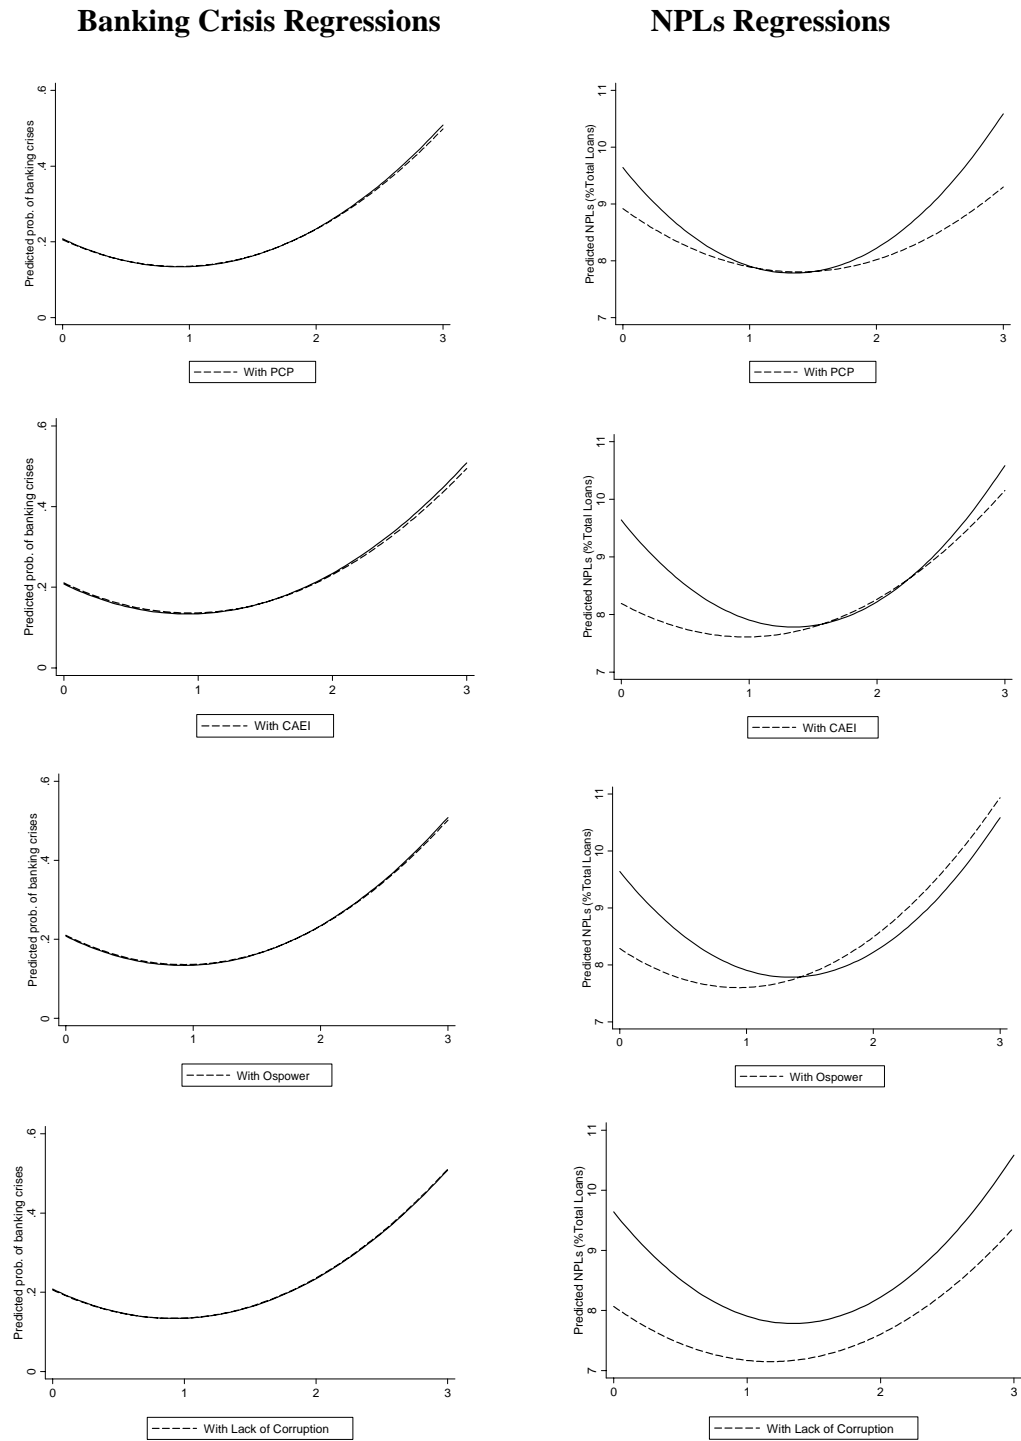 Banking Crisis Regressions
NPLs Regressions
Predicted prob. of banking crises
0 .2 .4 .6
0 1 2 3
With PCP
Predicted NPLs (%Total Loans)
7 8 9 10 11
0 1 2 3
With PCP
Predicted prob. of banking crises
0 .2 .4 .6
0 1 2 3
With CAEI
Predicted NPLs (%Total Loans)
7 8 9 10 11
0 1 2 3
With CAEI
Predicted prob. of banking crises
0 .2 .4 .6
0 1 2 3
With Ospower
Predicted NPLs (%Total Loans)
7 8 9 10 11
0 1 2 3
With Ospower
Predicted prob. of banking crises
0 .2 .4 .6
0 1 2 3
With Lack of Corruption
Predicted NPLs (%Total Loans)
7 8 9 10 11
0 1 2 3
With Lack of Corruption